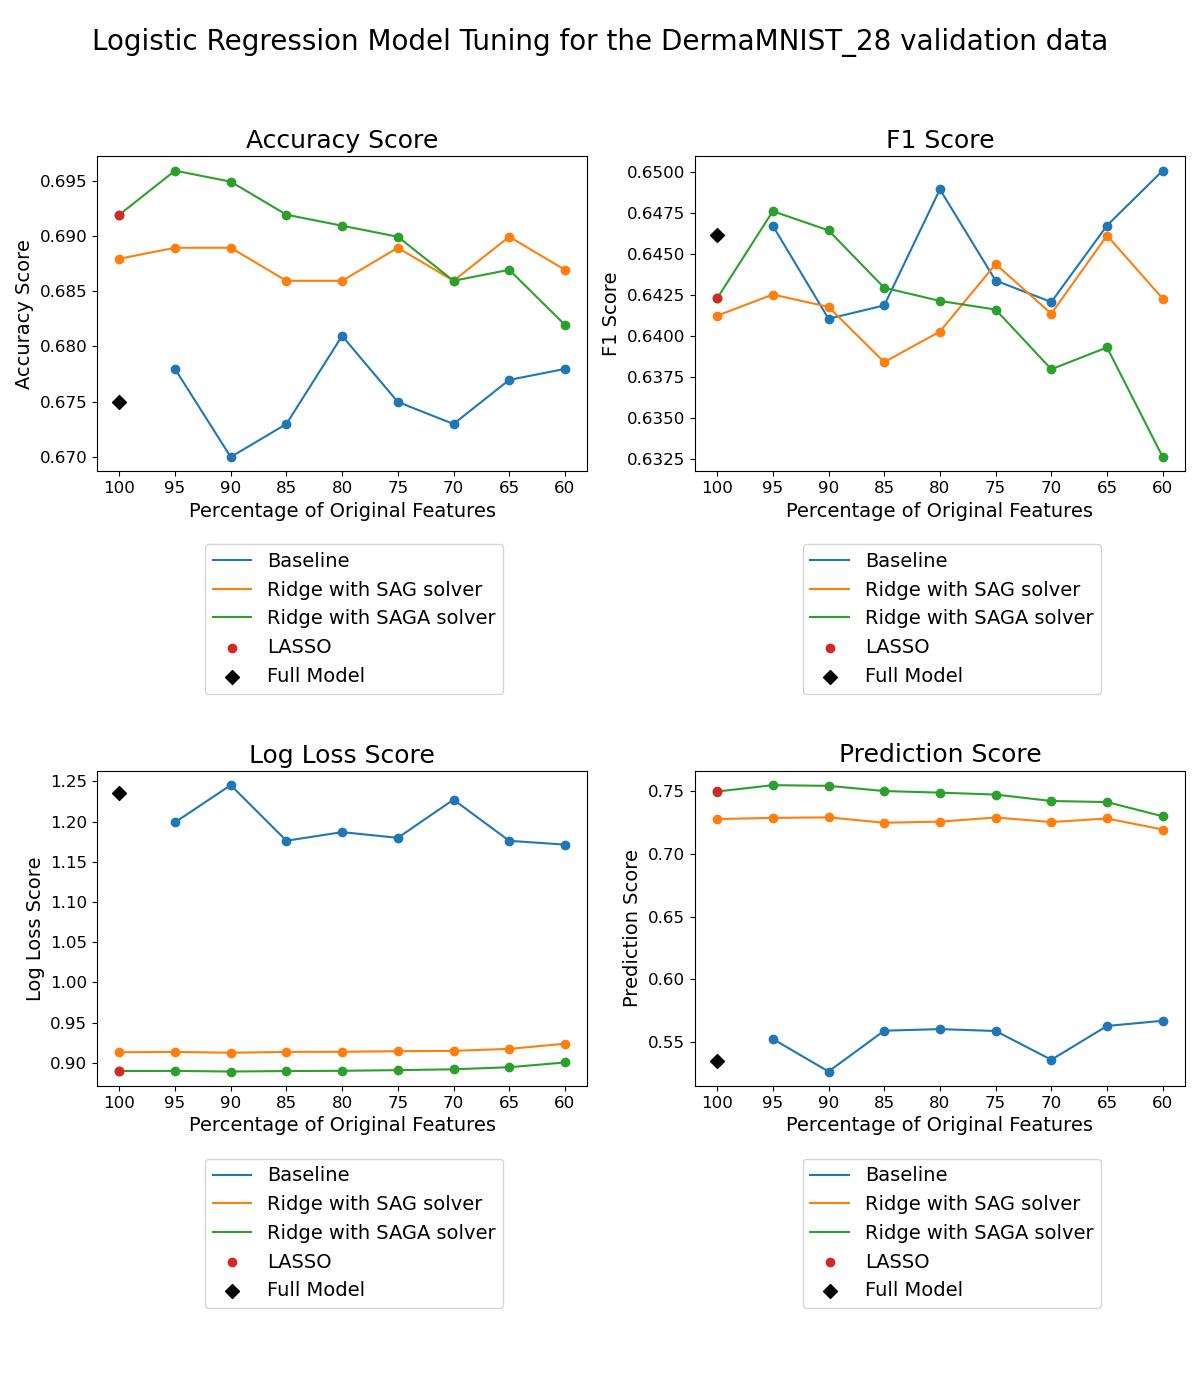 Logistic Regression Model Tuning for the DermaMNIST_28 validation data
Accuracy Score
0.695
0.690
0.685
0.680
0.675
0.670
Accuracy Score
100 95 90 85 80 75 70 65 60
Percentage of Original Features
Baseline
Ridge with SAG solver
Ridge with SAGA solver
LASSO
Full Model
F1 Score
0.6500
0.6475
0.6450
0.6425
0.6400
0.6375
0.6350
0.6325
F1 Score
100 95 90 85 80 75 70 65 60
Percentage of Original Features
Baseline
Ridge with SAG solver
Ridge with SAGA solver
LASSO
Full Model
Log Loss Score
1.25
1.20
1.15
1.10
1.05
1.00
0.95
0.90
Log Loss Score
100 95 90 85 80 75 70 65 60
Percentage of Original Features
Baseline
Ridge with SAG solver
Ridge with SAGA solver
LASSO
Full Model
Prediction Score
0.75
0.70
0.65
0.60
0.55
Prediction Score
100 95 90 85 80 75 70 65 60
Percentage of Original Features
Baseline
Ridge with SAG solver
Ridge with SAGA solver
LASSO
Full Model